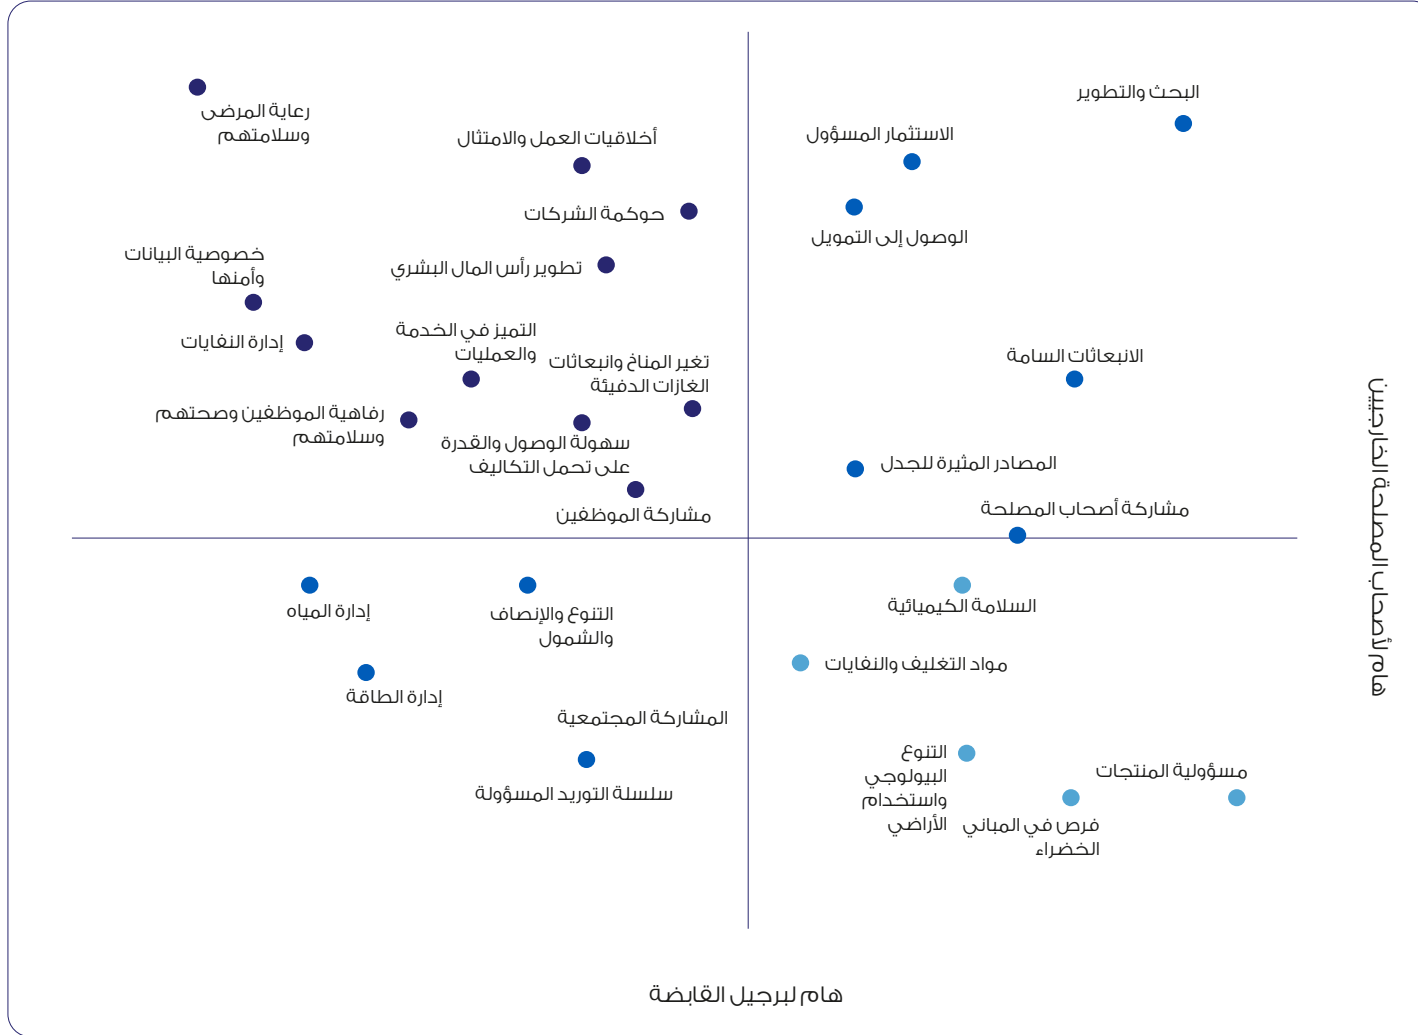 البحث والتطوير
الاستثمار المسؤول
الوصول إلى التمويل
الانبعاثات السامة
المصادر المثيرة للجدل
مشاركة أصحاب المصلحة
رعاية المرضى
وسلامتهم
أخلاقيات العمل والامتثال
حوكمة الشركات
خصوصية البيانات
وأمنها
تطوير رأس المال البشري
إدارة النفايات
التميز في الخدمة
والعمليات
تغير المناخ وانبعاثات
الغازات الدفيئة
رفاهية الموظفين وصحتهم
وسلامتهم
سهولة الوصول والقدرة
على تحمل التكاليف
مشاركة الموظفين
السلامة الكيميائية
مواد التغليف والنفايات
التنوع
البيولوجي
واستخدام
الأراضي
مسؤولية المنتجات
فرص في المباني
الخضراء
إدارة المياه
التنوع والإنصاف
والشمول
إدارة الطاقة
المشاركة المجتمعية
سلسلة التوريد المسؤولة
هام لأصحاب المصلحة الخارجيين
هام لبرجيل القابضة